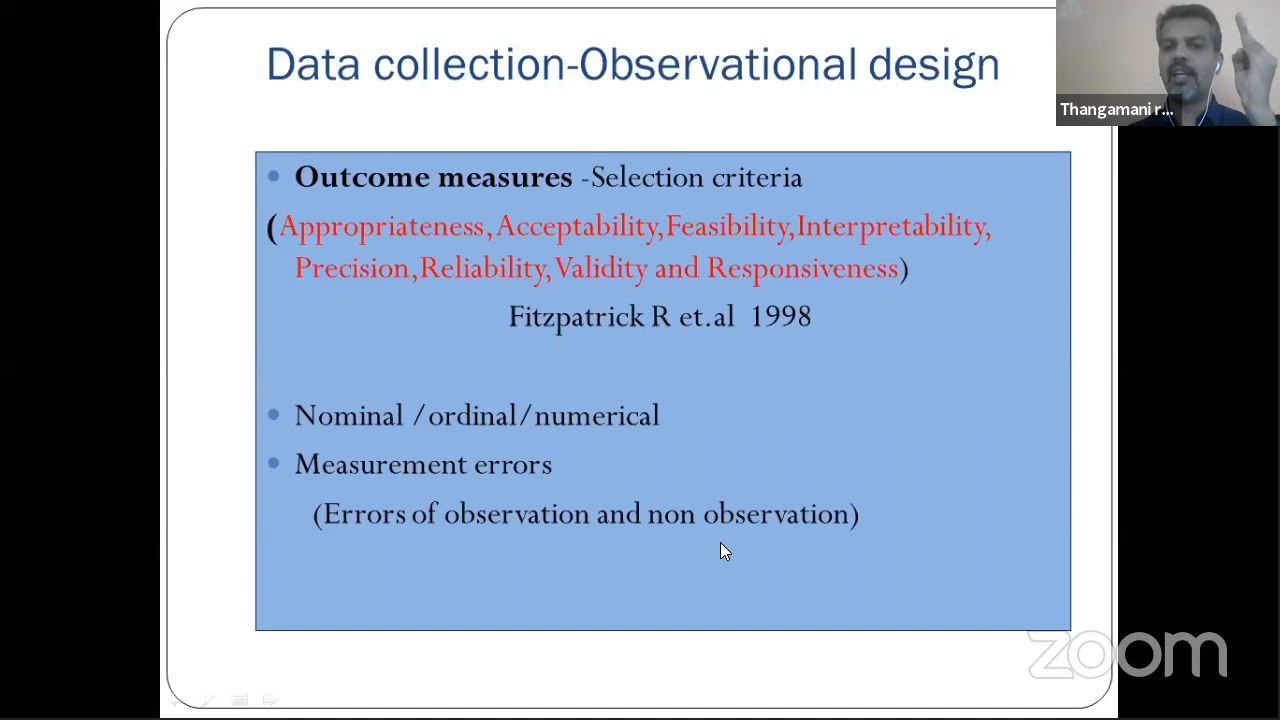 Data collection-Observational design
Thangamani r...
Outcome measures -Selection criteria
(Appropriateness,Acceptability,Feasibility,Interpretability,
Precision,Reliability,Validity and Responsiveness)
Fitzpatrick R et.al 1998
Nominal /ordinal/numerical
Measurement errors
(Errors of observation and non observation)
zoom